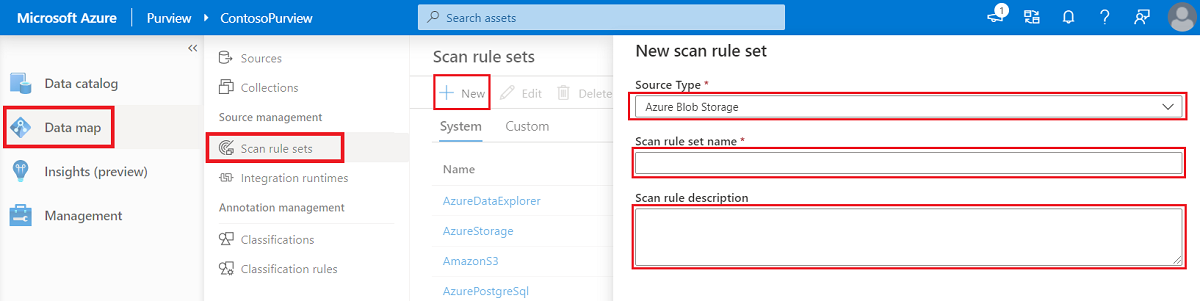 Microsoft Azure Purview ContosoPurview Search assets 1
Data catalog
Data map
Insights (preview)
Management
Sources
Collections
Source management
Scan rule sets
Integration runtimes
Annotation management
Classifications
Classification rules
Scan rule sets
New Edit Delete
System Custom
Name
AzureDataExplorer
AzureStorage
AmazonS3
AzurePostgreSql
New scan rule set
Source Type *
Azure Blob Storage
Scan rule set name *
Scan rule description